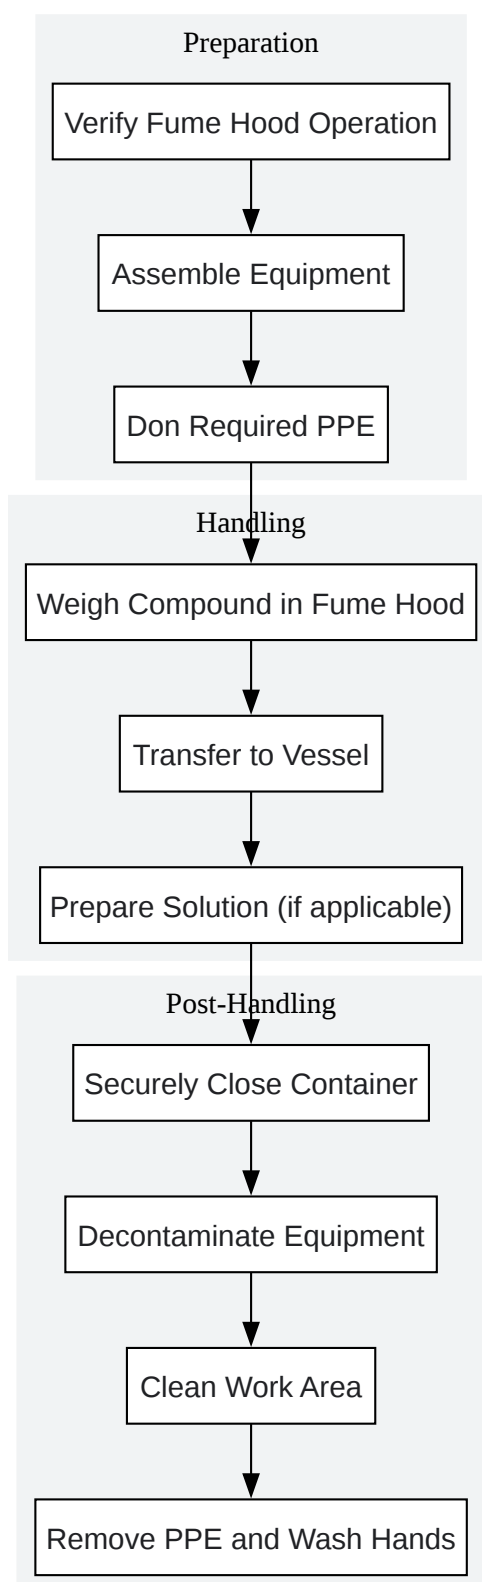 Preparation
Verify Fume Hood Operation
Assemble Equipment
Don Required PPE
Handling
Weigh Compound in Fume Hood
Transfer to Vessel
Prepare Solution (if applicable)
Post-Handling
Securely Close Container
Decontaminate Equipment
Clean Work Area
Remove PPE and Wash Hands